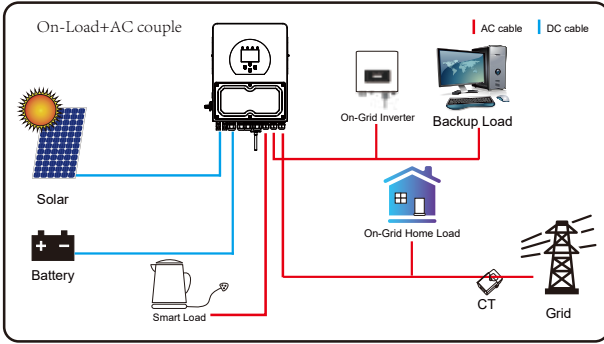 On-Load+AC couple
AC cable
DC cable
On-Grid Inverter
Backup Load
Solar
On-Grid Home Load
Battery
Smart Load
CT
Grid